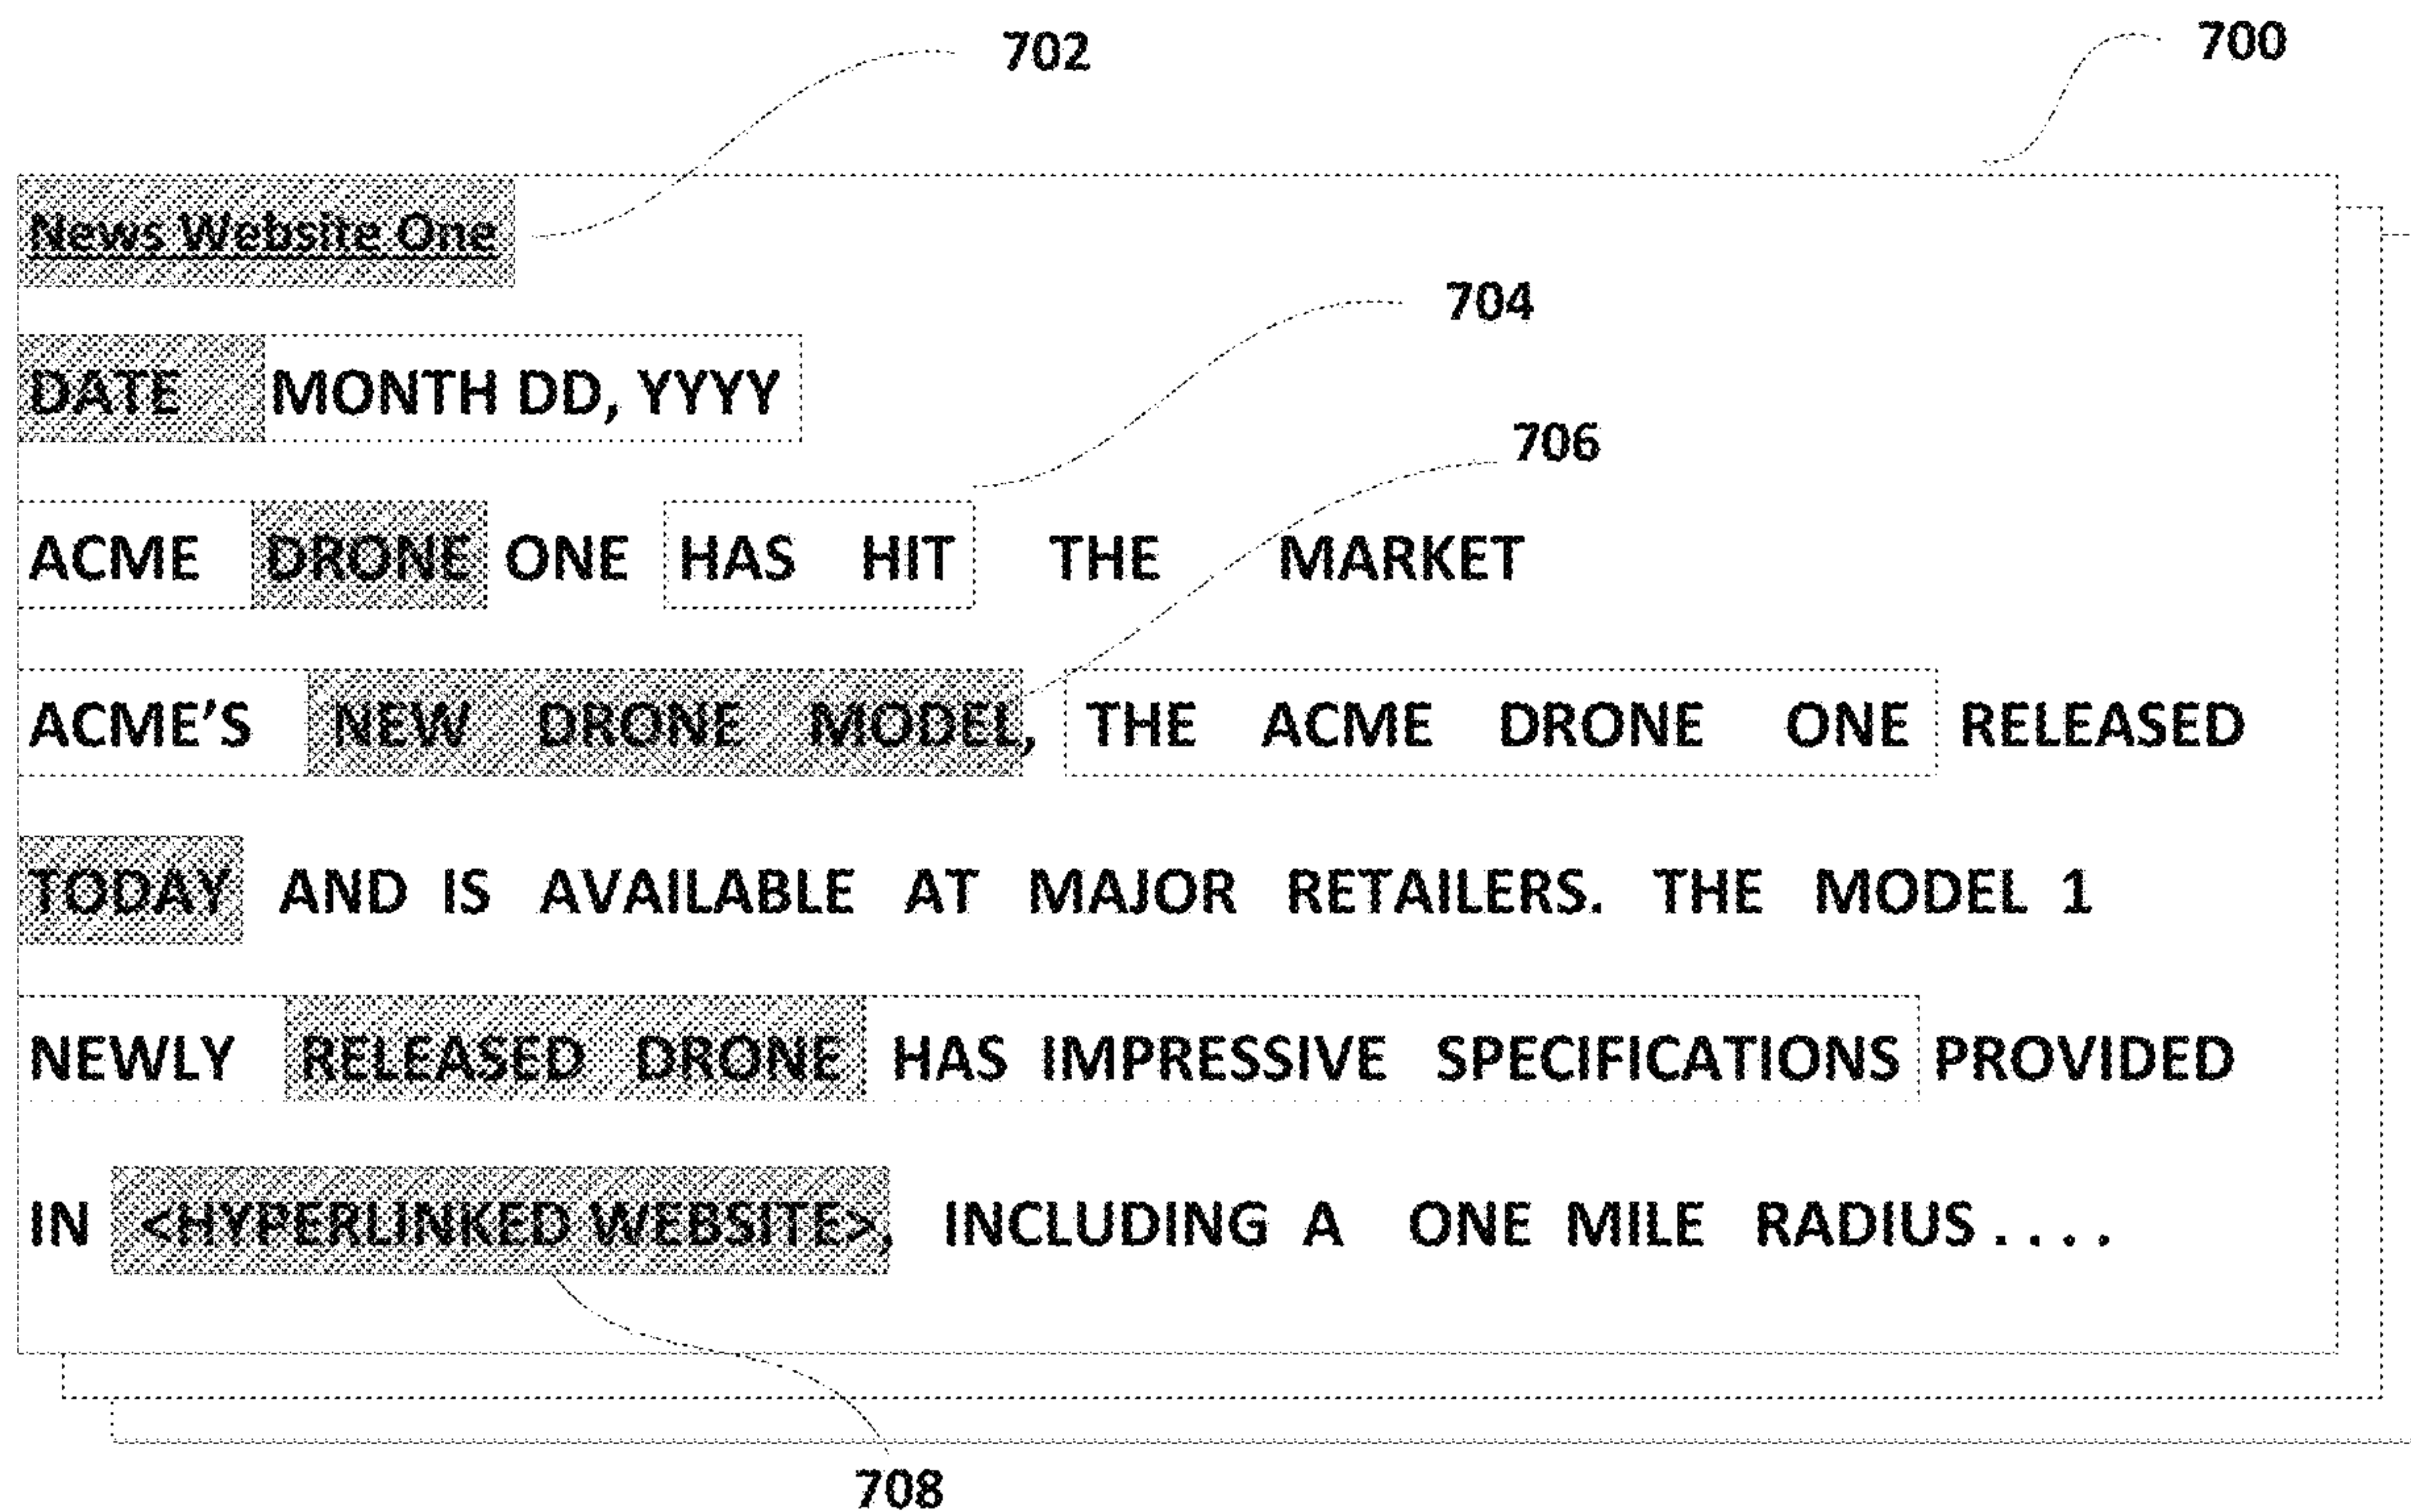 702
700
News Website One
704
DATE MONTH DD, YYYY
706
ACME DRONE ONE HAS HIT THE MARKET
ACME'S NEW DRONE MODEL, THE ACME DRONE ONE RELEASED
TODAY AND IS AVAILABLE AT MAJOR RETAILERS. THE MODEL 1
NEWLY RELEASED DRONE HAS IMPRESSIVE SPECIFICATIONS PROVIDED
IN <HYPERLINKED WEBSITE>, INCLUDING A ONE MILE RADIUS . . . .
708